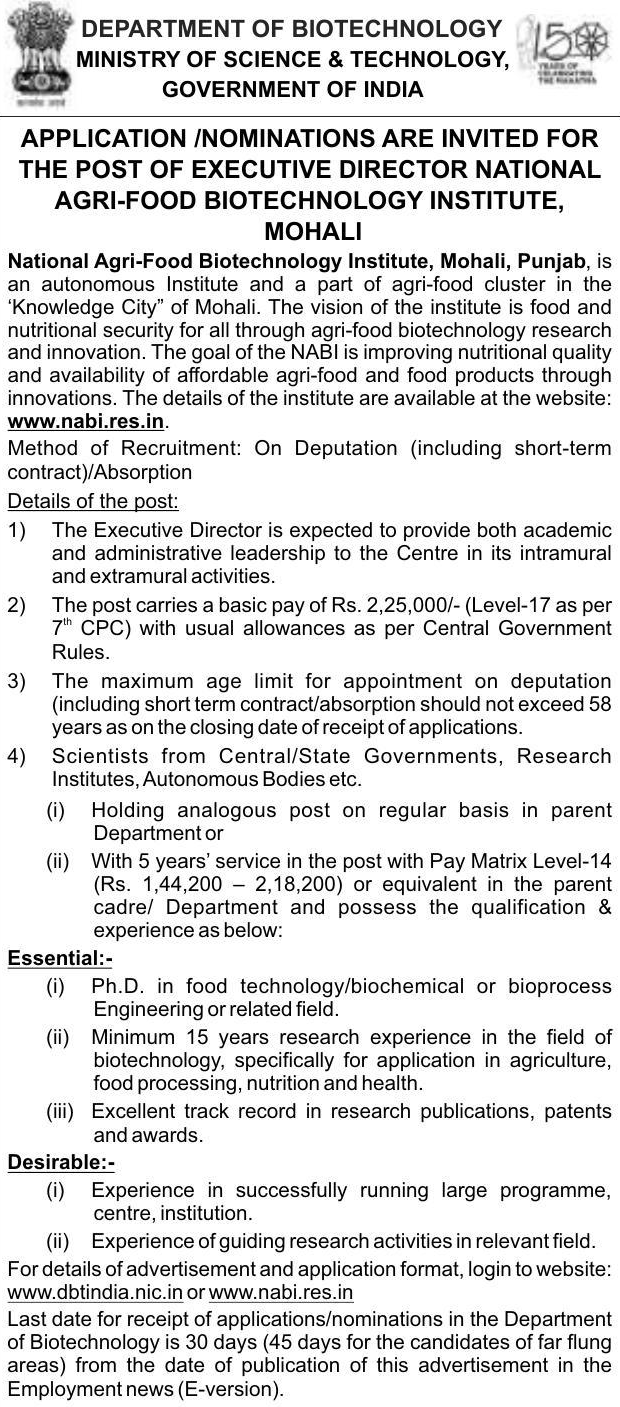 DEPARTMENT OF BIOTECHNOLOGY
MINISTRY OF SCIENCE & TECHNOLOGY,
GOVERNMENT OF INDIA
150
YEARS OF
CELEBRATING
THE MAHATMA
APPLICATION /NOMINATIONS ARE INVITED FOR
THE POST OF EXECUTIVE DIRECTOR NATIONAL
AGRI-FOOD BIOTECHNOLOGY INSTITUTE,
MOHALI
National Agri-Food Biotechnology Institute, Mohali, Punjab, is
an autonomous Institute and a part of agri-food cluster in the
‘Knowledge City” of Mohali. The vision of the institute is food and
nutritional security for all through agri-food biotechnology research
and innovation. The goal of the NABI is improving nutritional quality
and availability of affordable agri-food and food products through
innovations. The details of the institute are available at the website:
www.nabi.res.in.
Method of Recruitment: On Deputation (including short-term
contract)/Absorption
Details of the post:
1) The Executive Director is expected to provide both academic
and administrative leadership to the Centre in its intramural
and extramural activities.
2) The post carries a basic pay of Rs. 2,25,000/- (Level-17 as per
7th CPC) with usual allowances as per Central Government
Rules.
3) The maximum age limit for appointment on deputation
(including short term contract/absorption should not exceed 58
years as on the closing date of receipt of applications.
4) Scientists from Central/State Governments, Research
Institutes, Autonomous Bodies etc.
(i) Holding analogous post on regular basis in parent
Department or
(ii) With 5 years’ service in the post with Pay Matrix Level-14
(Rs. 1,44,200 – 2,18,200) or equivalent in the parent
cadre/ Department and possess the qualification &
experience as below:
Essential:-
(i) Ph.D. in food technology/biochemical or bioprocess
Engineering or related field.
(ii) Minimum 15 years research experience in the field of
biotechnology, specifically for application in agriculture,
food processing, nutrition and health.
(iii) Excellent track record in research publications, patents
and awards.
Desirable:-
(i) Experience in successfully running large programme,
centre, institution.
(ii) Experience of guiding research activities in relevant field.
For details of advertisement and application format, login to website:
www.dbtindia.nic.in or www.nabi.res.in
Last date for receipt of applications/nominations in the Department
of Biotechnology is 30 days (45 days for the candidates of far flung
areas) from the date of publication of this advertisement in the
Employment news (E-version).